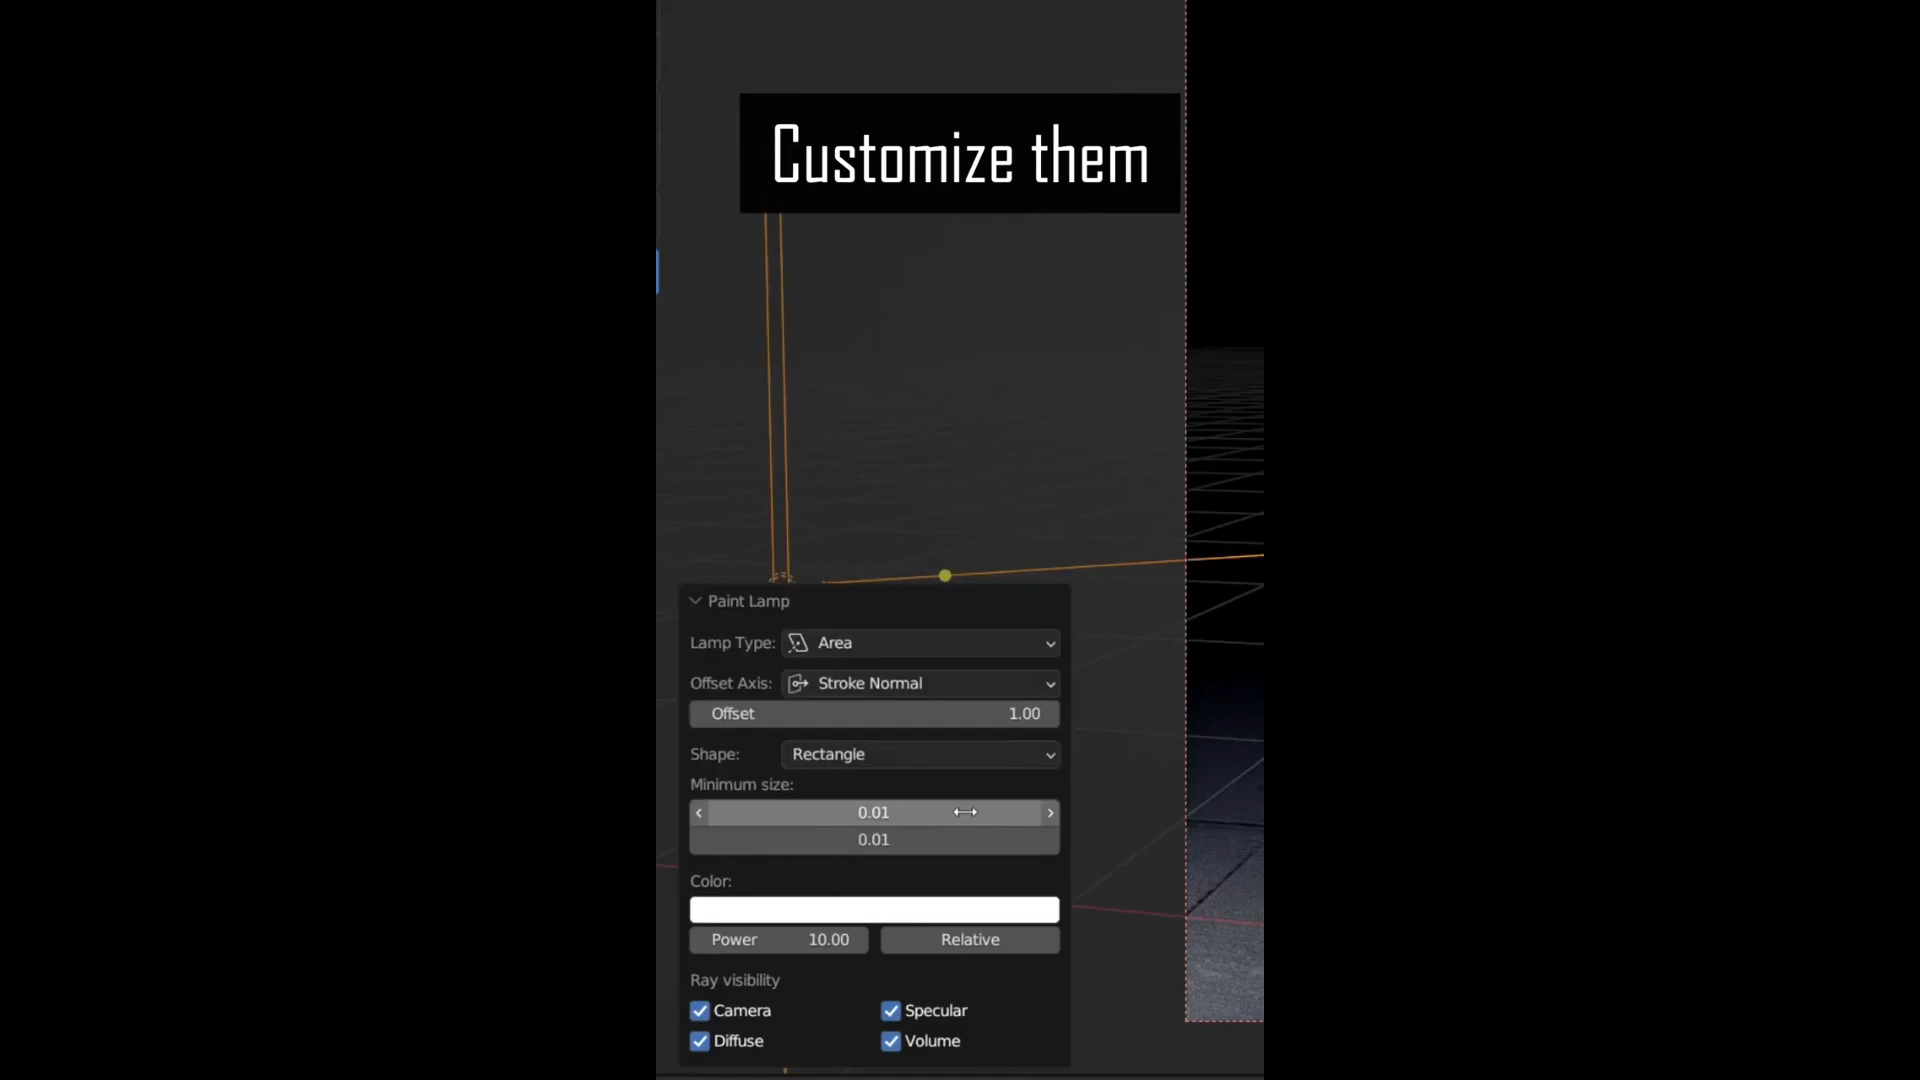 Customize them
Paint Lamp
Lamp Type: Area
Offset Axis: Stroke Normal
Offset 1.00
Shape: Rectangle
Minimum size:
0.01
0.01
Color:
Power 10.00 Relative
Ray visibility
Camera Specular
Diffuse Volume